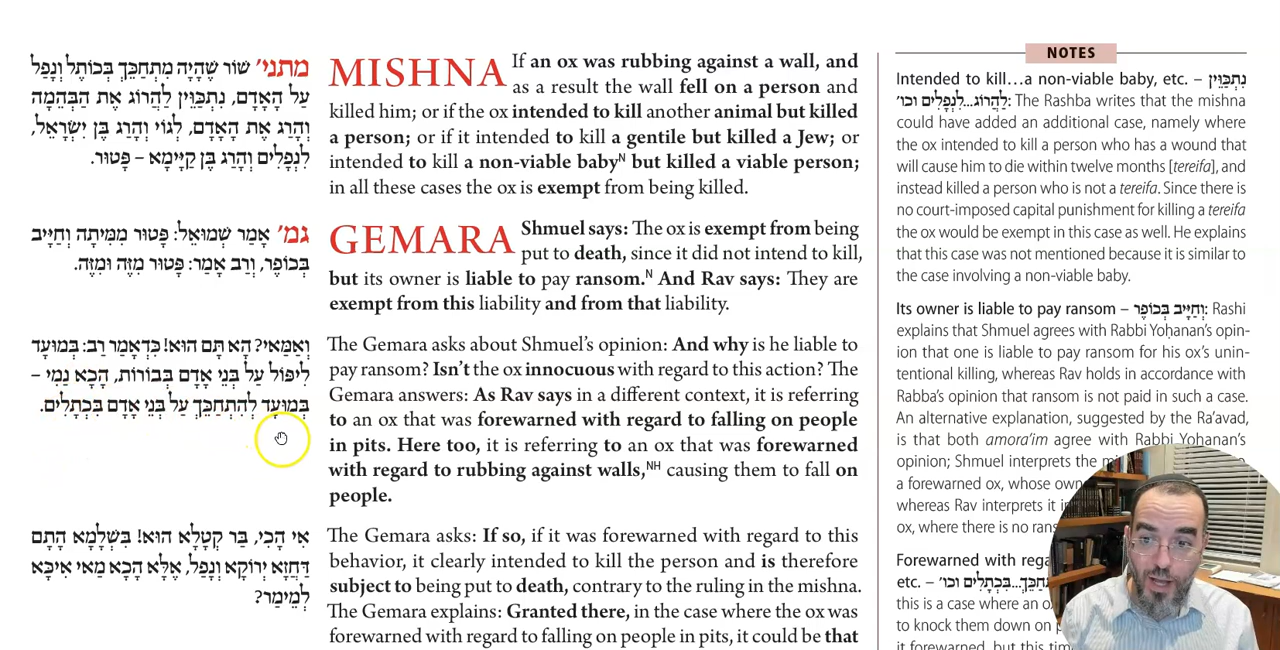 מתני׳ שׁוֹר שֶׁהָיָה מִתְחַכֵּךְ בְּכוֹתֶל וְנָפַל
עַל הָאָדָם, נִתְכַּוֵּין לַהֲרוֹג אֶת הַבְּהֵמָה
וְהָרַג אֶת הָאָדָם, לְגוֹי וְהָרַג בֶּן יִשְׂרָאֵל,
לִנְפָלִים וְהָרַג בֶּן קַיָּימָא – פָּטוּר.
MISHNA If an ox was rubbing against a wall, and
as a result the wall fell on a person and
killed him; or if the ox intended to kill another animal but killed
a person; or if it intended to kill a gentile but killed a Jew; or
intended to kill a non-viable babyᴺ but killed a viable person;
in all these cases the ox is exempt from being killed.
גמ׳ אָמַר שְׁמוּאֵל: פָּטוּר מִמִּיתָה וְחַיָּיב
בְּכוֹפֶר, וְרַב אָמַר: פָּטוּר מִזֶּה וּמִזֶּה.
GEMARA Shmuel says: The ox is exempt from being
put to death, since it did not intend to kill,
but its owner is liable to pay ransom.ᴺ And Rav says: They are
exempt from this liability and from that liability.
וְאַמַּאי? הָא תָּם הוּא! כִּדְאָמַר רַב: בְּמוּעָד
לִיפּוֹל עַל בְּנֵי אָדָם בְּבוֹרוֹת, הָכָא נַמִי –
בְּמוּעָד לְהִתְחַכֵּךְ עַל בְּנֵי אָדָם בִּכְתָלִים.
The Gemara asks about Shmuel's opinion: And why is he liable to
pay ransom? Isn't the ox innocuous with regard to this action? The
Gemara answers: As Rav says in a different context, it is referring
to an ox that was forewarned with regard to falling on people
in pits. Here too, it is referring to an ox that was forewarned
with regard to rubbing against walls,ᴺᴴ causing them to fall on
people.
אִי הָכִי, בַּר קְטָלָא הוּא! בִּשְׁלָמָא הָתָם
דַּחֲזָא יְרוֹקָא וְנָפַל, אֶלָּא הָכָא מַאי אִיכָּא
לְמֵימַר?
The Gemara asks: If so, if it was forewarned with regard to this
behavior, it clearly intended to kill the person and is therefore
subject to being put to death, contrary to the ruling in the mishna.
The Gemara explains: Granted there, in the case where the ox was
forewarned with regard to falling on people in pits, it could be that
NOTES
Intended to kill…a non-viable baby, etc. – נִתְכַּוֵּין
לַהֲרוֹג…לִנְפָלִים וכו׳: The Rashba writes that the mishna
could have added an additional case, namely where
the ox intended to kill a person who has a wound that
will cause him to die within twelve months [tereifa], and
instead killed a person who is not a tereifa. Since there is
no court-imposed capital punishment for killing a tereifa
the ox would be exempt in this case as well. He explains
that this case was not mentioned because it is similar to
the case involving a non-viable baby.
Its owner is liable to pay ransom – וְחַיָּיב בְּכוֹפֶר: Rashi
explains that Shmuel agrees with Rabbi Yoḥanan's opin-
ion that one is liable to pay ransom for his ox's unin-
tentional killing, whereas Rav holds in accordance with
Rabba's opinion that ransom is not paid in such a case.
An alternative explanation, suggested by the Ra'avad,
is that both amora'im agree with Rabbi Yoḥanan's
opinion; Shmuel interprets the
a forewarned ox, whose
whereas Rav interprets it
ox, where there is no
Forewarned with
etc. –
this is a case where an
to knock them down on
it forewarned, but this